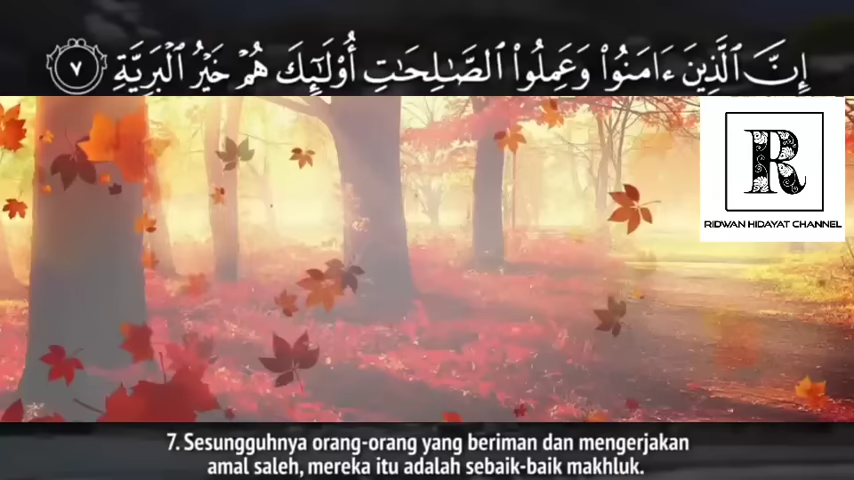 إِنَّ ٱلَّذِينَ ءَامَنُوا۟ وَعَمِلُوا۟ ٱلصَّٰلِحَٰتِ أُو۟لَٰٓئِكَ هُمْ خَيْرُ ٱلْبَرِيَّةِ ٧
R
RIDWAN HIDAYAT CHANNEL
7. Sesungguhnya orang-orang yang beriman dan mengerjakan
amal saleh, mereka itu adalah sebaik-baik makhluk.